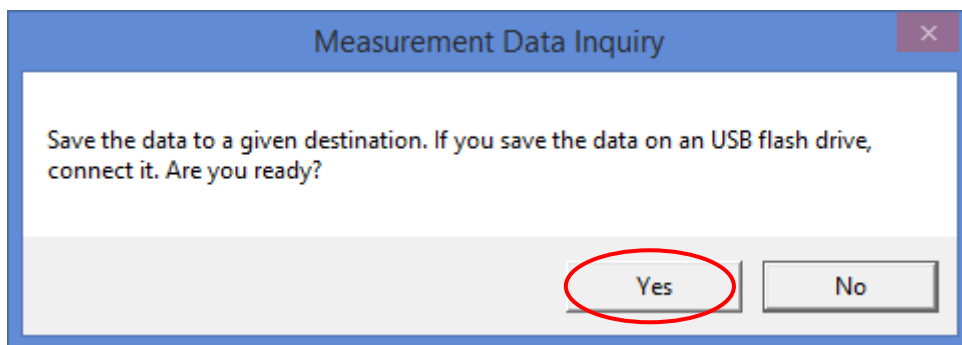 Measurement Data Inquiry
Save the data to a given destination. If you save the data on an USB flash drive,
connect it. Are you ready?
Yes No